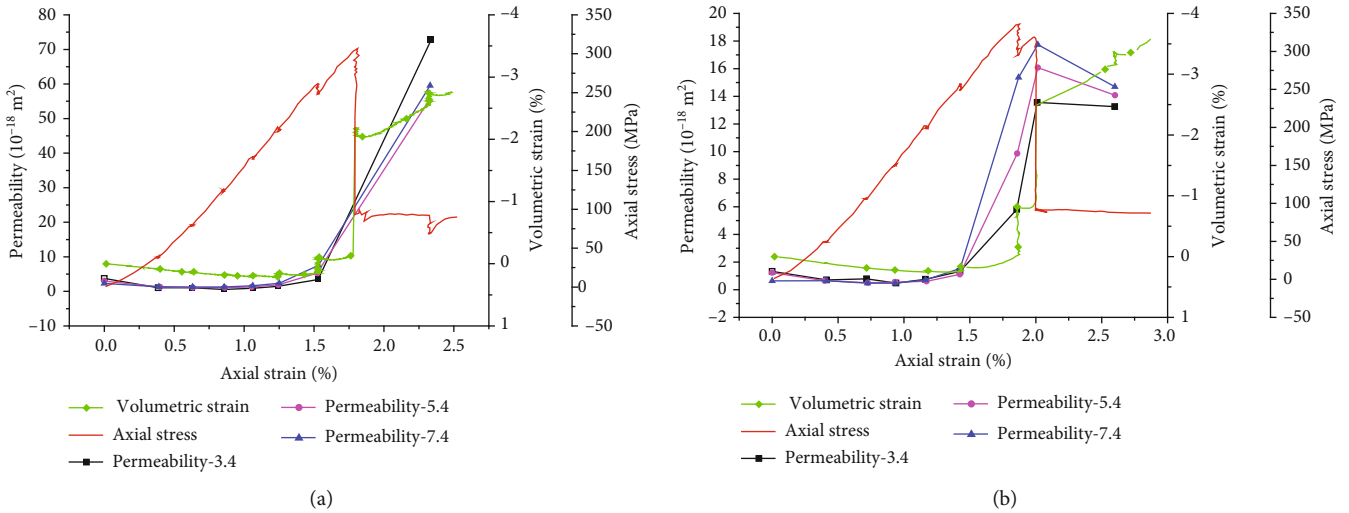 80
70
60
50
40
30
20
10
0
–10
Permeability (10⁻¹⁸ m²)
0.0 0.5 1.0 1.5 2.0 2.5
Axial strain (%)
–4
–3
–2
–1
0
1
Volumetric strain (%)
350
300
250
200
150
100
50
0
–50
Axial stress (MPa)
Volumetric strain
Axial stress
Permeability-3.4
Permeability-5.4
Permeability-7.4
(a)
20
18
16
14
12
10
8
6
4
2
0
–2
Permeability (10⁻¹⁸ m²)
0.0 0.5 1.0 1.5 2.0 2.5 3.0
Axial strain (%)
–4
–3
–2
–1
0
1
Volumetric strain (%)
350
300
250
200
150
100
50
0
–50
Axial stress (MPa)
Volumetric strain
Axial stress
Permeability-3.4
Permeability-5.4
Permeability-7.4
(b)